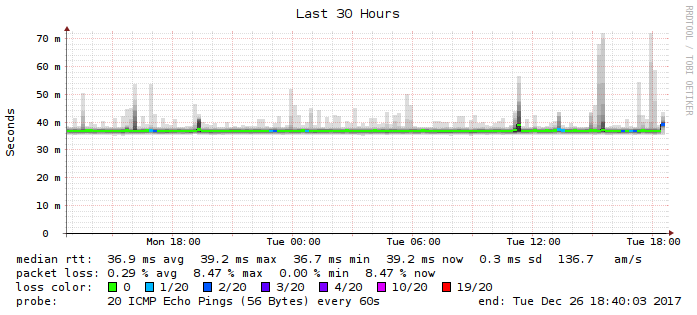 Last 30 Hours
RRDTOOL / TOBI OETIKER
Seconds
70 m
60 m
50 m
40 m
30 m
20 m
10 m
0
Mon 18:00 Tue 00:00 Tue 06:00 Tue 12:00 Tue 18:00
median rtt: 36.9 ms avg 39.2 ms max 36.7 ms min 39.2 ms now 0.3 ms sd 136.7 am/s
packet loss: 0.29 % avg 8.47 % max 0.00 % min 8.47 % now
loss color: 0 1/20 2/20 3/20 4/20 10/20 19/20
probe: 20 ICMP Echo Pings (56 Bytes) every 60s end: Tue Dec 26 18:40:03 2017